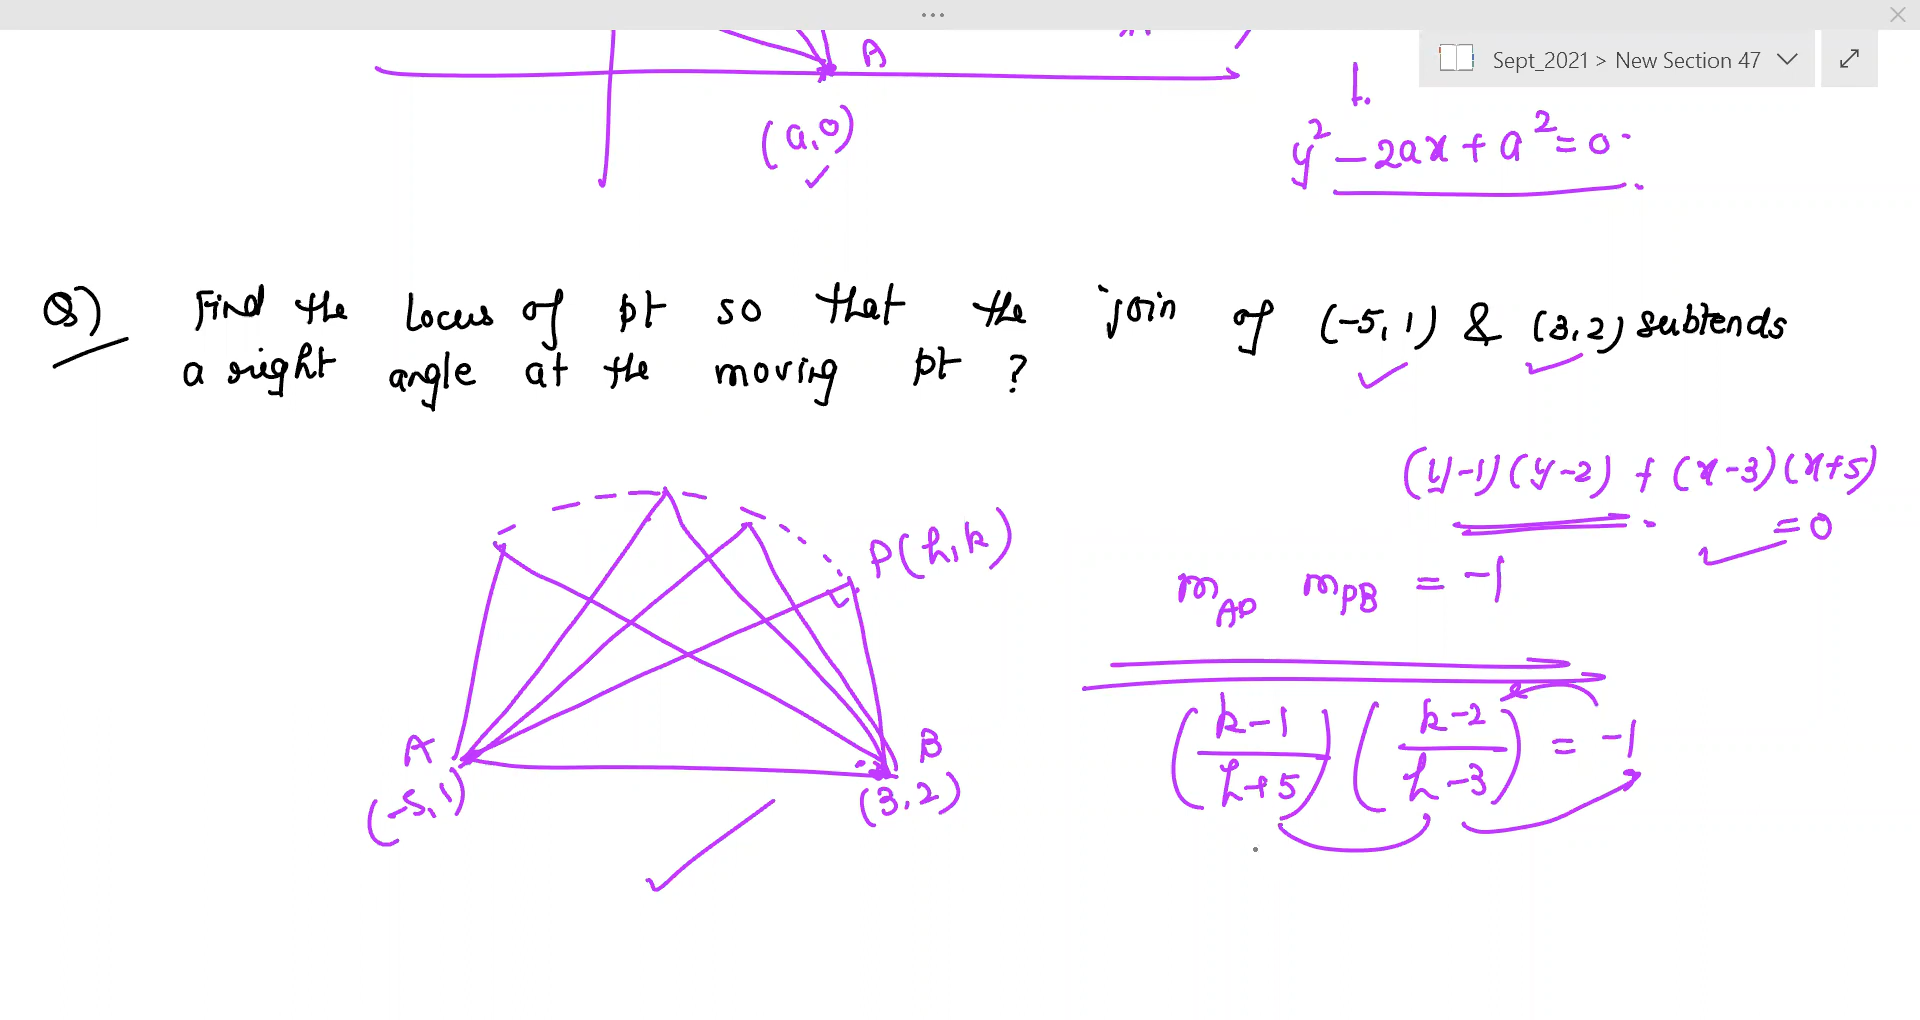 Sept_2021 > New Section 47
A
(a,0)
1.
y² - 2ax + a² = 0
Q) Find the locus of pt so that the join of (-5,1) & (3,2) subtends
a right angle at the moving pt ?
(y-1)(y-2) + (x-3)(x+5)
= 0
P(h,k)
m_AP m_PB = -1
((k-1)/(h+5)) ((k-2)/(h-3)) = -1
A
(-5,1)
B
(3,2)